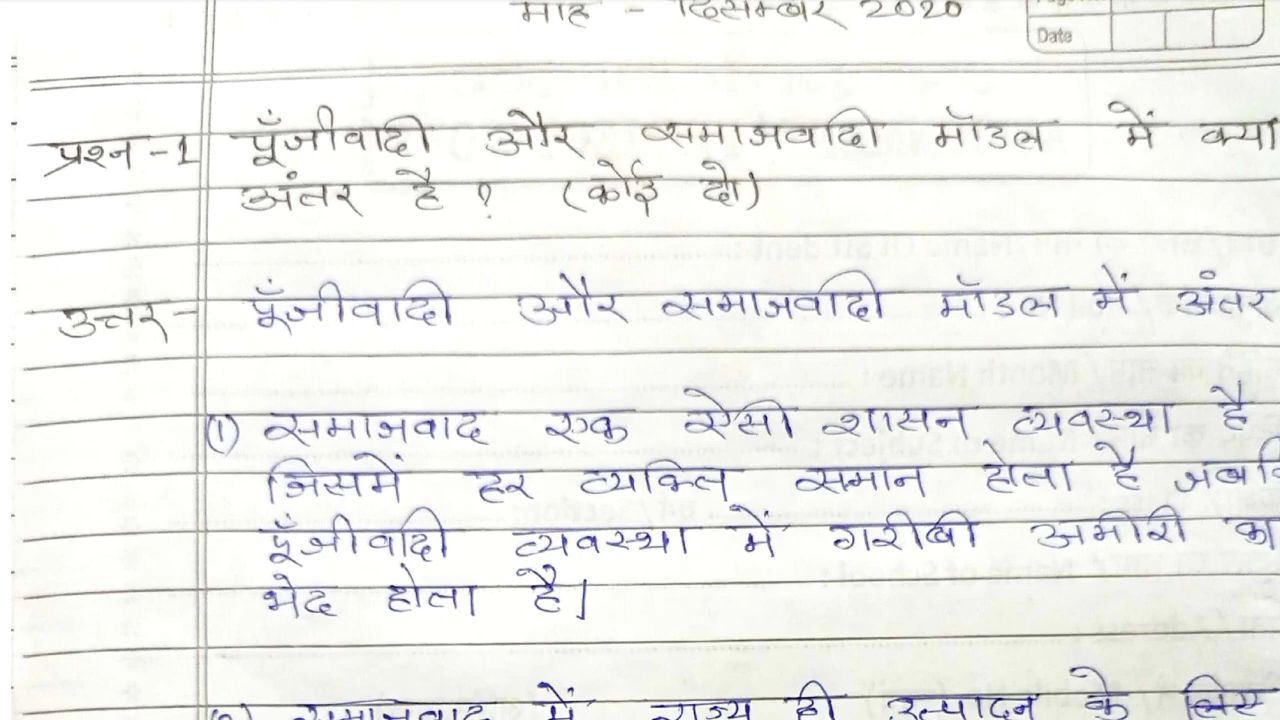 माह - दिसम्बर 2020
Date
प्रश्न-1 पूँजीवादी और समाजवादी मॉडल में क्या
अंतर है ? (कोई दो)
उत्तर - पूँजीवादी और समाजवादी मॉडल में अंतर
(1) समाजवाद एक ऐसी शासन व्यवस्था है
जिसमें हर व्यक्ति समान होता है जबकि
पूँजीवादी व्यवस्था में गरीबी अमीरी का
भेद होता है।
(2) समाजवाद में राज्य ही उत्पादन के लिए